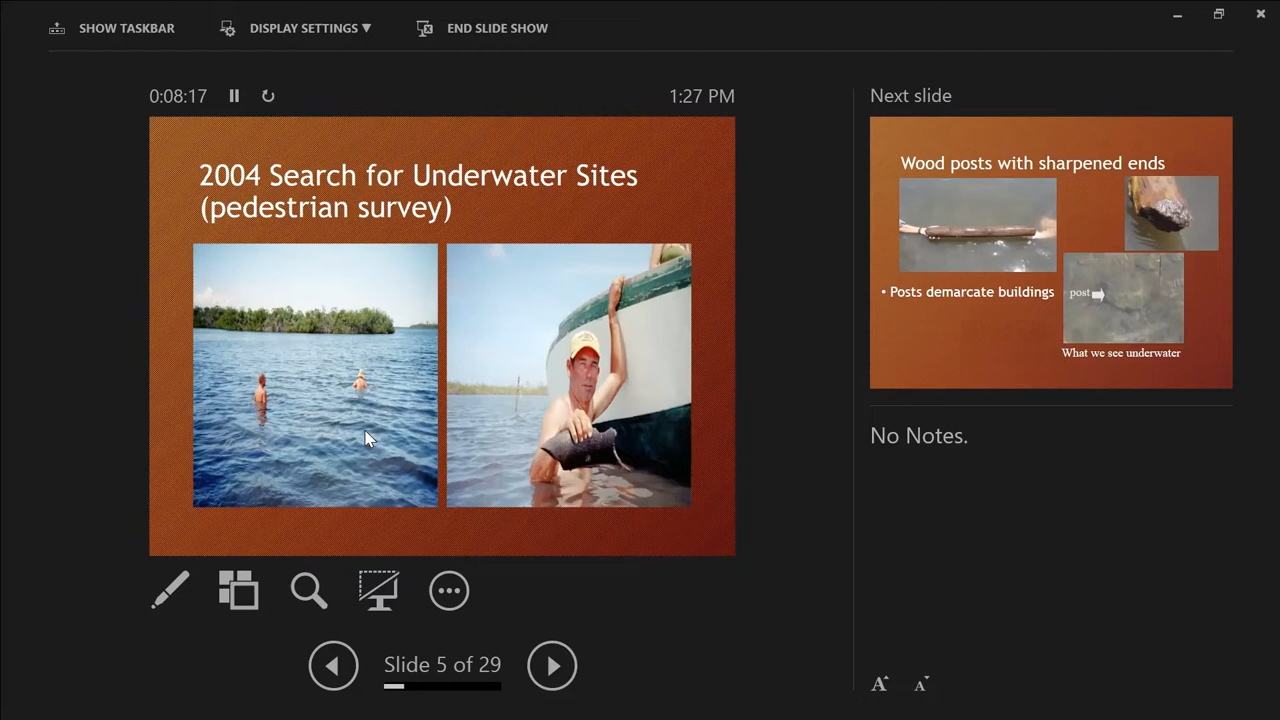 SHOW TASKBAR
DISPLAY SETTINGS ▼
END SLIDE SHOW
0:08:17
1:27 PM
2004 Search for Underwater Sites
(pedestrian survey)
Slide 5 of 29
Next slide
Wood posts with sharpened ends
• Posts demarcate buildings
post
What we see underwater
No Notes.
A A